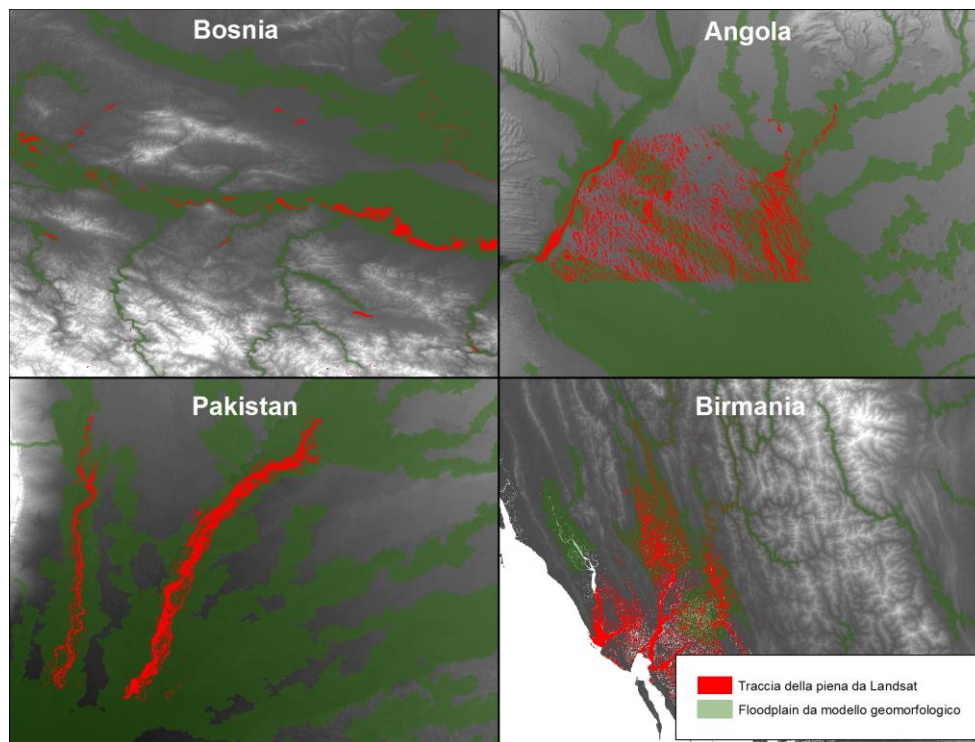 Bosnia
Angola
Pakistan
Birmania
Traccia della piena da Landsat
Floodplain da modello geomorfologico